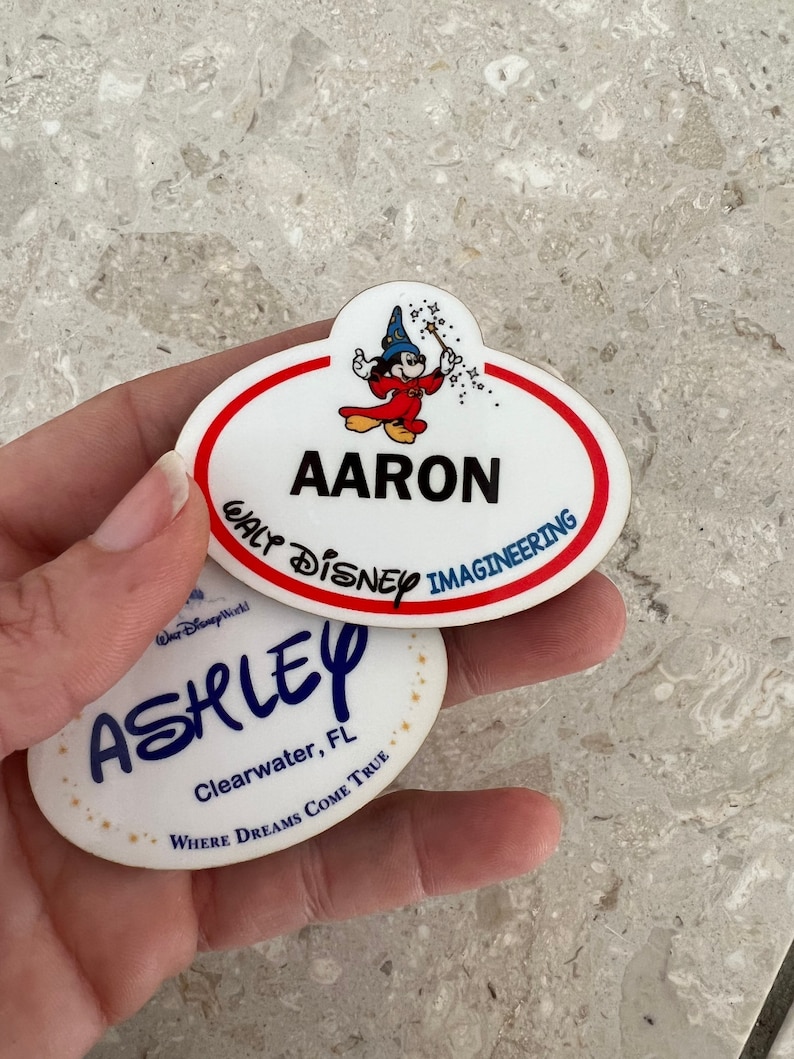 AARON
WALT DISNEY IMAGINEERING
Walt Disney World
ASHLEY
Clearwater, FL
WHERE DREAMS COME TRUE